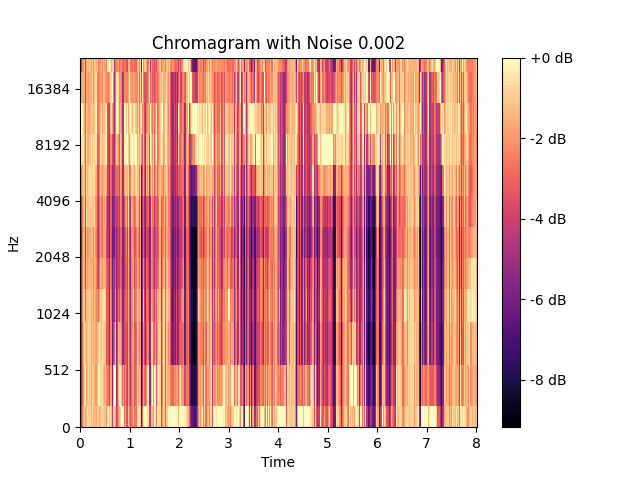 Chromagram with Noise 0.002
+0 dB
16384
-2 dB
8192
4096
-4 dB
Hz
2048
-6 dB
1024
512
-8 dB
0
0 1 2 3 4 5 6 7 8
Time